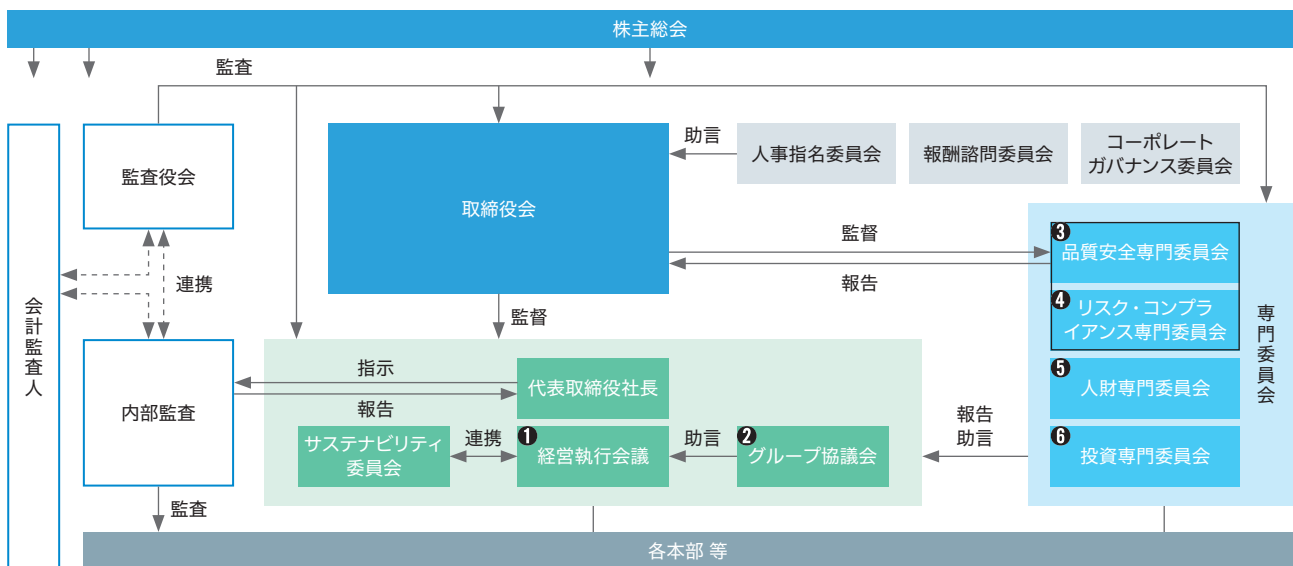 株主総会
監査
会計監査人
監査役会
連携
内部監査
監査
取締役会
助言
人事指名委員会
報酬諮問委員会
コーポレート
ガバナンス委員会
監督
報告
監督
指示
報告
代表取締役社長
サステナビリティ
委員会
連携
❶
経営執行会議
助言
❷
グループ協議会
報告
助言
❸
品質安全専門委員会
❹
リスク・コンプラ
イアンス専門委員会
❺
人財専門委員会
❻
投資専門委員会
専門委員会
各本部 等